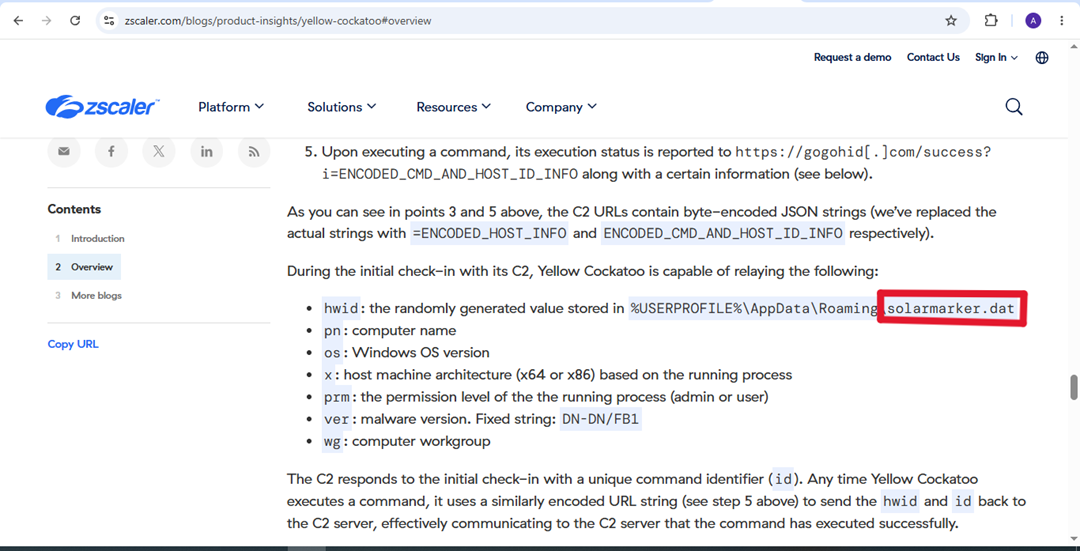 zscaler.com/blogs/product-insights/yellow-cockatoo#overview
A
Request a demo Contact Us Sign In
zscaler™ Platform Solutions Resources Company
5. Upon executing a command, its execution status is reported to https://gogohid[.]com/success?
i=ENCODED_CMD_AND_HOST_ID_INFO along with a certain information (see below).
Contents
1 Introduction
2 Overview
3 More blogs
Copy URL
As you can see in points 3 and 5 above, the C2 URLs contain byte-encoded JSON strings (we've replaced the
actual strings with =ENCODED_HOST_INFO and ENCODED_CMD_AND_HOST_ID_INFO respectively).
During the initial check-in with its C2, Yellow Cockatoo is capable of relaying the following:
• hwid: the randomly generated value stored in %USERPROFILE%\AppData\Roaming\solarmarker.dat
• pn: computer name
• os: Windows OS version
• x: host machine architecture (x64 or x86) based on the running process
• prm: the permission level of the the running process (admin or user)
• ver: malware version. Fixed string: DN-DN/FB1
• wg: computer workgroup
The C2 responds to the initial check-in with a unique command identifier (id). Any time Yellow Cockatoo
executes a command, it uses a similarly encoded URL string (see step 5 above) to send the hwid and id back to
the C2 server, effectively communicating to the C2 server that the command has executed successfully.